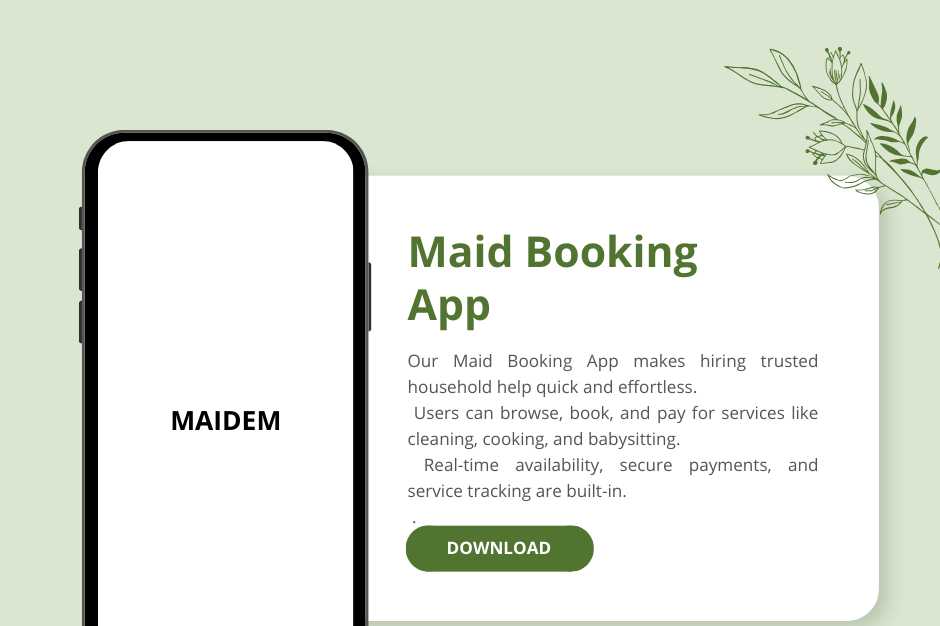 Maid Booking
App
Our Maid Booking App makes hiring trusted
household help quick and effortless.
Users can browse, book, and pay for services like
cleaning, cooking, and babysitting.
Real-time availability, secure payments, and
service tracking are built-in.
.
DOWNLOAD
MAIDEM